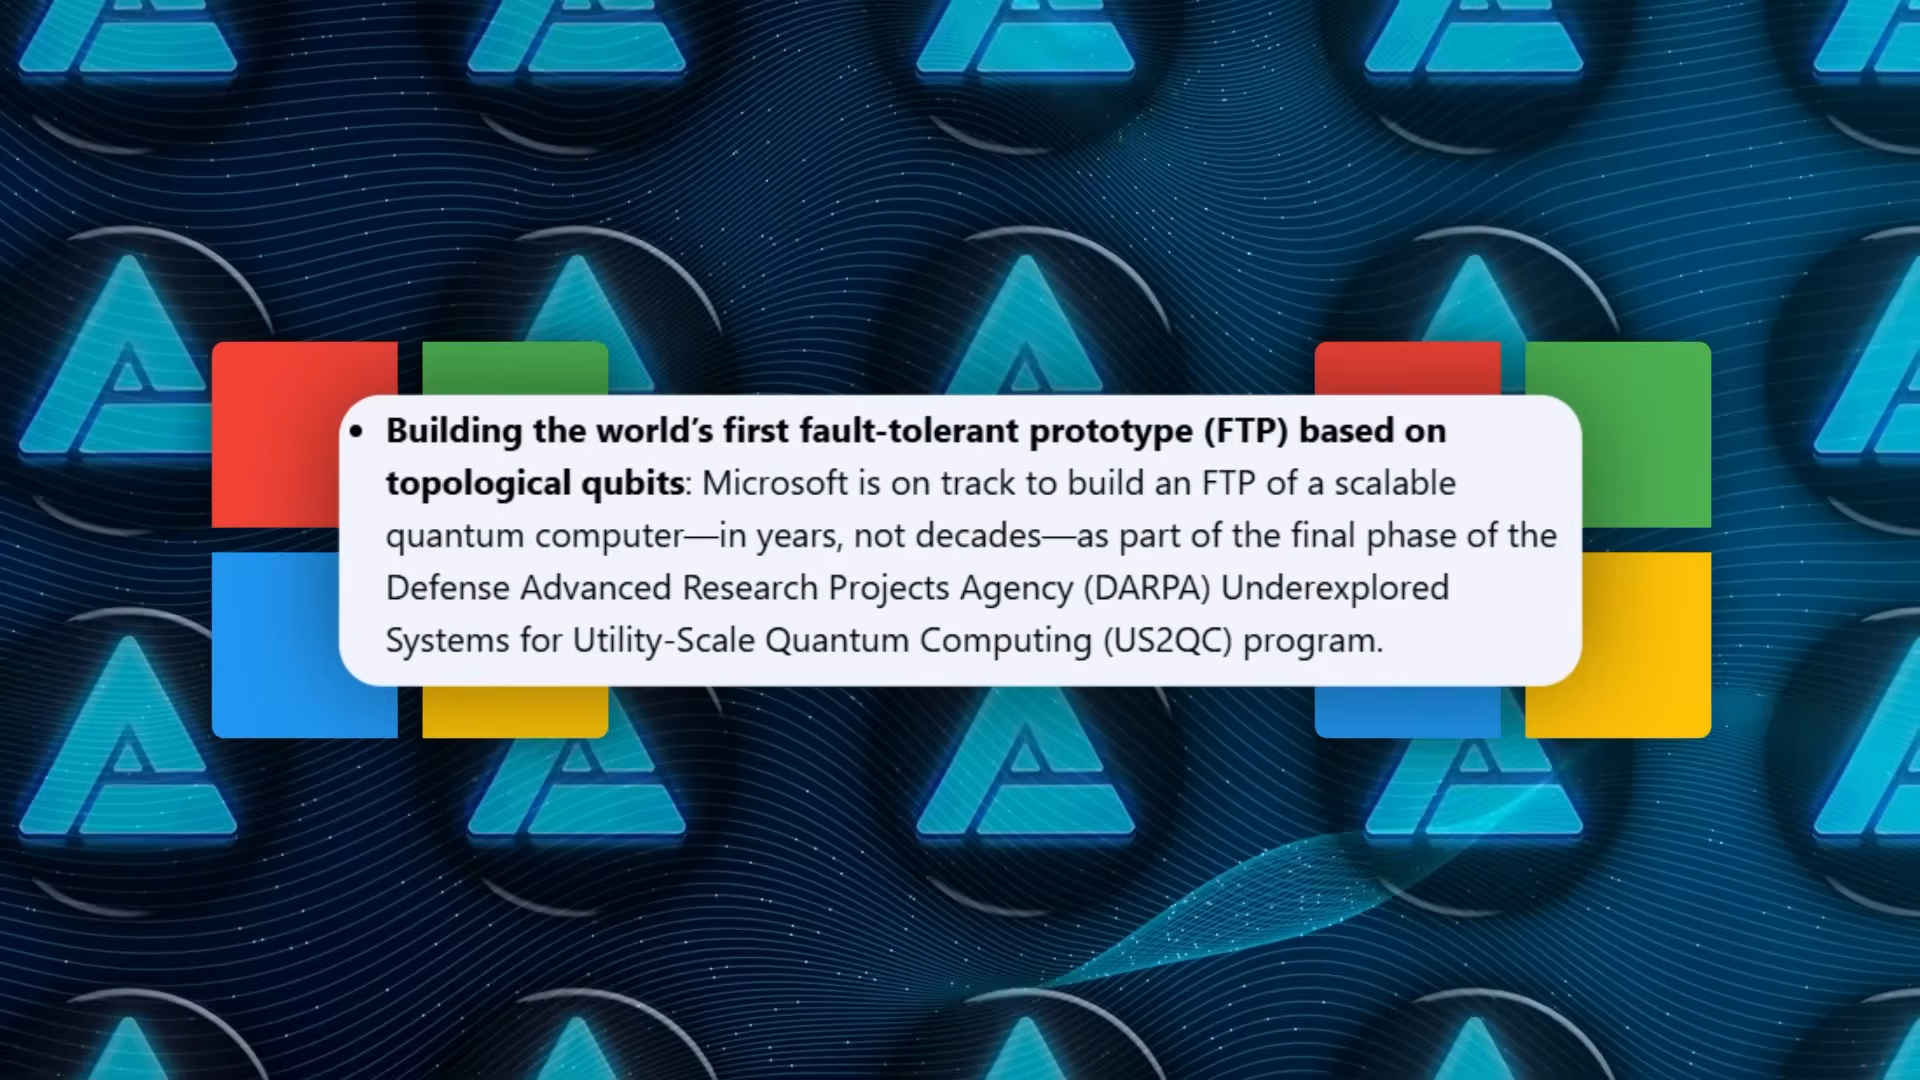 • Building the world’s first fault-tolerant prototype (FTP) based on
topological qubits: Microsoft is on track to build an FTP of a scalable
quantum computer—in years, not decades—as part of the final phase of the
Defense Advanced Research Projects Agency (DARPA) Underexplored
Systems for Utility-Scale Quantum Computing (US2QC) program.